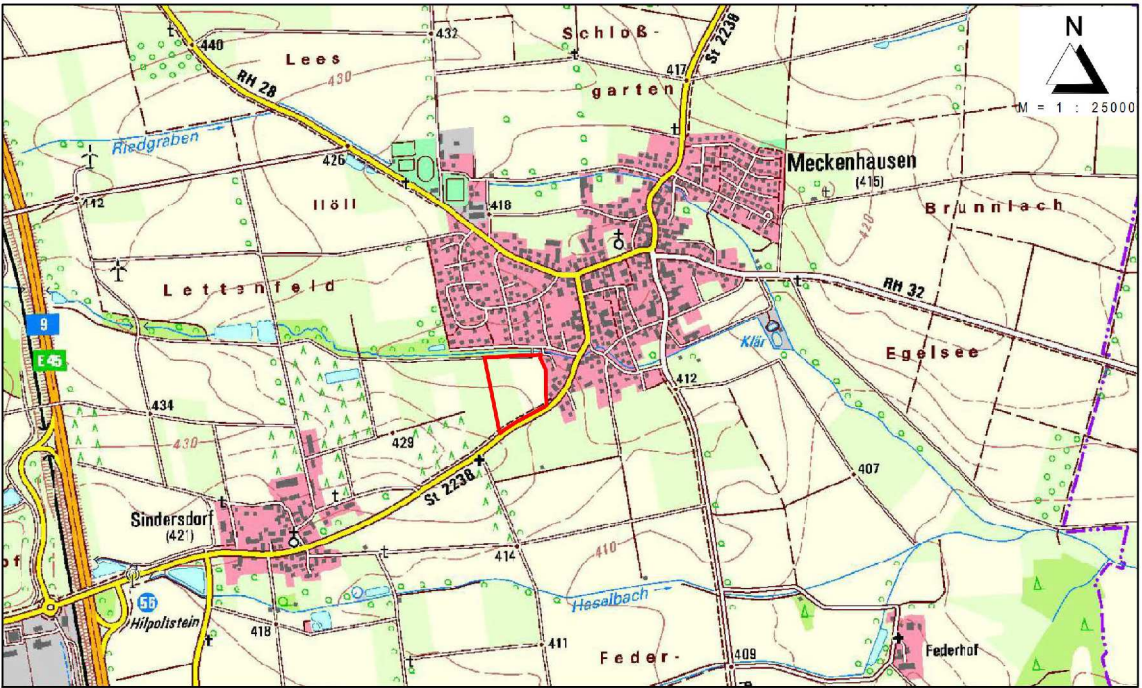 440
432
Schloß-
St 2238
N
Lees
430
417
RH 28
garten
M = 1 : 25000
Riedgraben
426
Meckenhausen
(415)
412
Höll
418
Brunnlach
420
Lettenfeld
RH 32
9
Klär
E 45
Egelsee
412
434
430
429
407
St 2238
Sindersdorf
(421)
414
410
of
56
Haselbach
Hilpoltstein
418
411
Feder-
409
Federhof